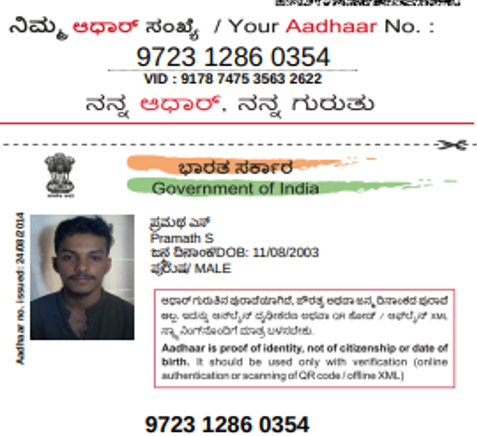 ನಿಮ್ಮ ಆಧಾರ್ ಸಂಖ್ಯೆ / Your Aadhaar No. :
9723 1286 0354
VID : 9178 7475 3563 2622
ನನ್ನ ಆಧಾರ್, ನನ್ನ ಗುರುತು
ಭಾರತ ಸರ್ಕಾರ
Government of India
Aadhaar no. issued: 24/08/2014
ಪ್ರಮಥ ಎಸ್
Pramath S
ಜನ್ಮ ದಿನಾಂಕ/DOB: 11/08/2003
ಪುರುಷ/ MALE
ಆಧಾರ್ ಗುರುತಿನ ಪುರಾವೆಯಾಗಿದೆ, ಪೌರತ್ವ ಅಥವಾ ಜನ್ಮ ದಿನಾಂಕದ ಪುರಾವೆ
ಅಲ್ಲ. ಇದನ್ನು ಆನ್‌ಲೈನ್ ದೃಢೀಕರಣ ಅಥವಾ QR ಕೋಡ್ / ಆಫ್‌ಲೈನ್ XML
ಸ್ಕ್ಯಾನಿಂಗ್‌ನೊಂದಿಗೆ ಮಾತ್ರ ಬಳಸಬೇಕು.
Aadhaar is proof of identity, not of citizenship or date of
birth. It should be used only with verification (online
authentication or scanning of QR code / offline XML)
9723 1286 0354